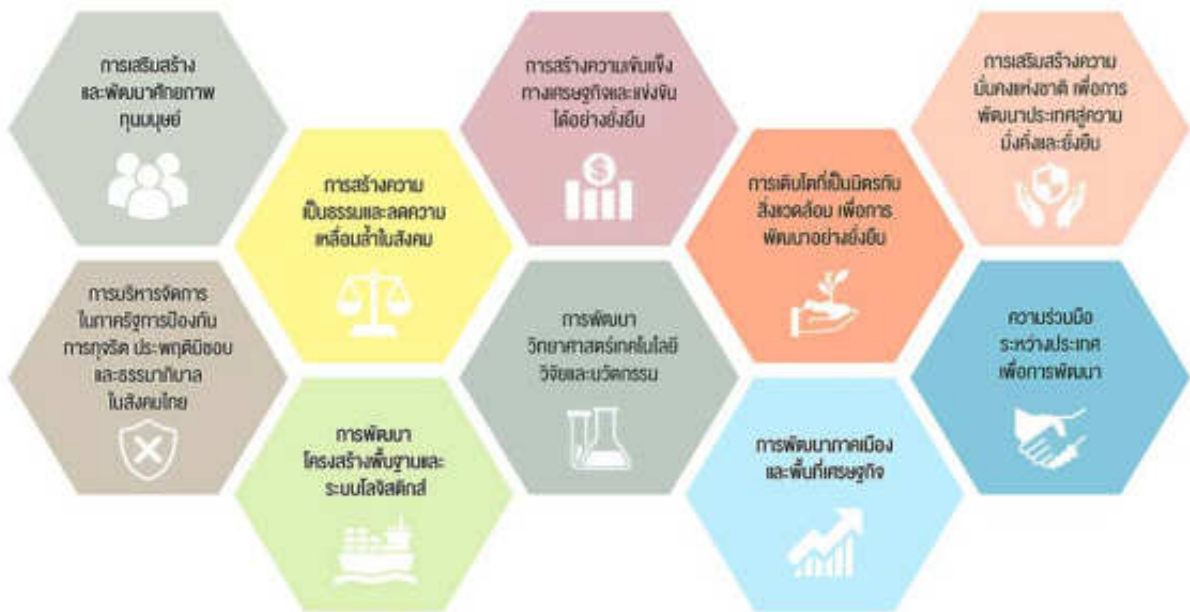 การเสริมสร้าง
และพัฒนาศักยภาพ
ทุนมนุษย์
การสร้างความ
เป็นธรรมและลดความ
เหลื่อมล้ำในสังคม
การสร้างความเข้มแข็ง
ทางเศรษฐกิจและแข่งขัน
ได้อย่างยั่งยืน
การเติบโตที่เป็นมิตรกับ
สิ่งแวดล้อม เพื่อการ
พัฒนาอย่างยั่งยืน
การเสริมสร้างความ
มั่นคงแห่งชาติ เพื่อการ
พัฒนาประเทศสู่ความ
มั่งคั่งและยั่งยืน
การบริหารจัดการ
ในภาครัฐการป้องกัน
การทุจริต ประพฤติมิชอบ
และธรรมาภิบาล
ในสังคมไทย
การพัฒนา
โครงสร้างพื้นฐานและ
ระบบโลจิสติกส์
การพัฒนา
วิทยาศาสตร์เทคโนโลยี
วิจัยและนวัตกรรม
การพัฒนาภาคเมือง
และพื้นที่เศรษฐกิจ
ความร่วมมือ
ระหว่างประเทศ
เพื่อการพัฒนา